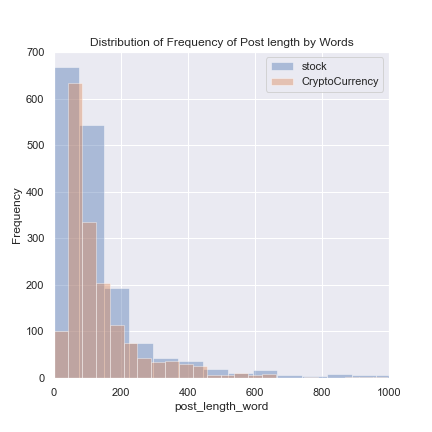 Distribution of Frequency of Post length by Words
stock
CryptoCurrency
Frequency
700
600
500
400
300
200
100
0
0 200 400 600 800 1000
post_length_word